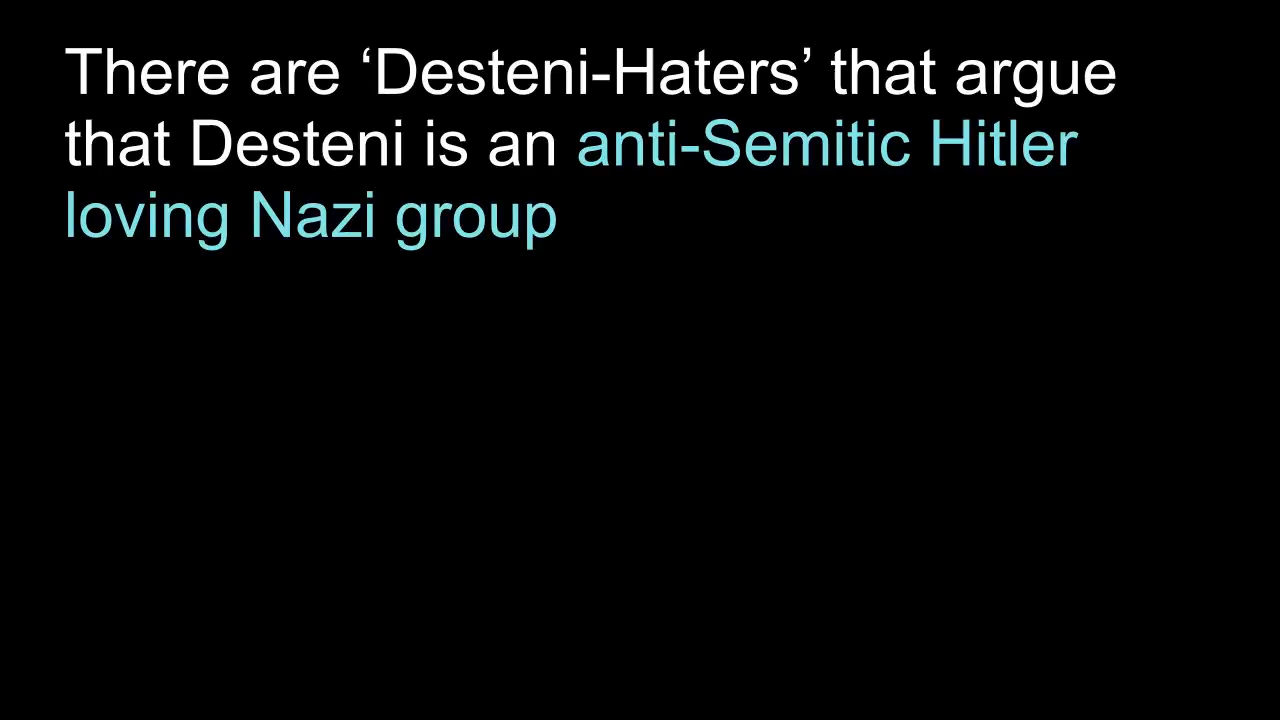 There are ‘Desteni-Haters’ that argue
that Desteni is an anti-Semitic Hitler
loving Nazi group